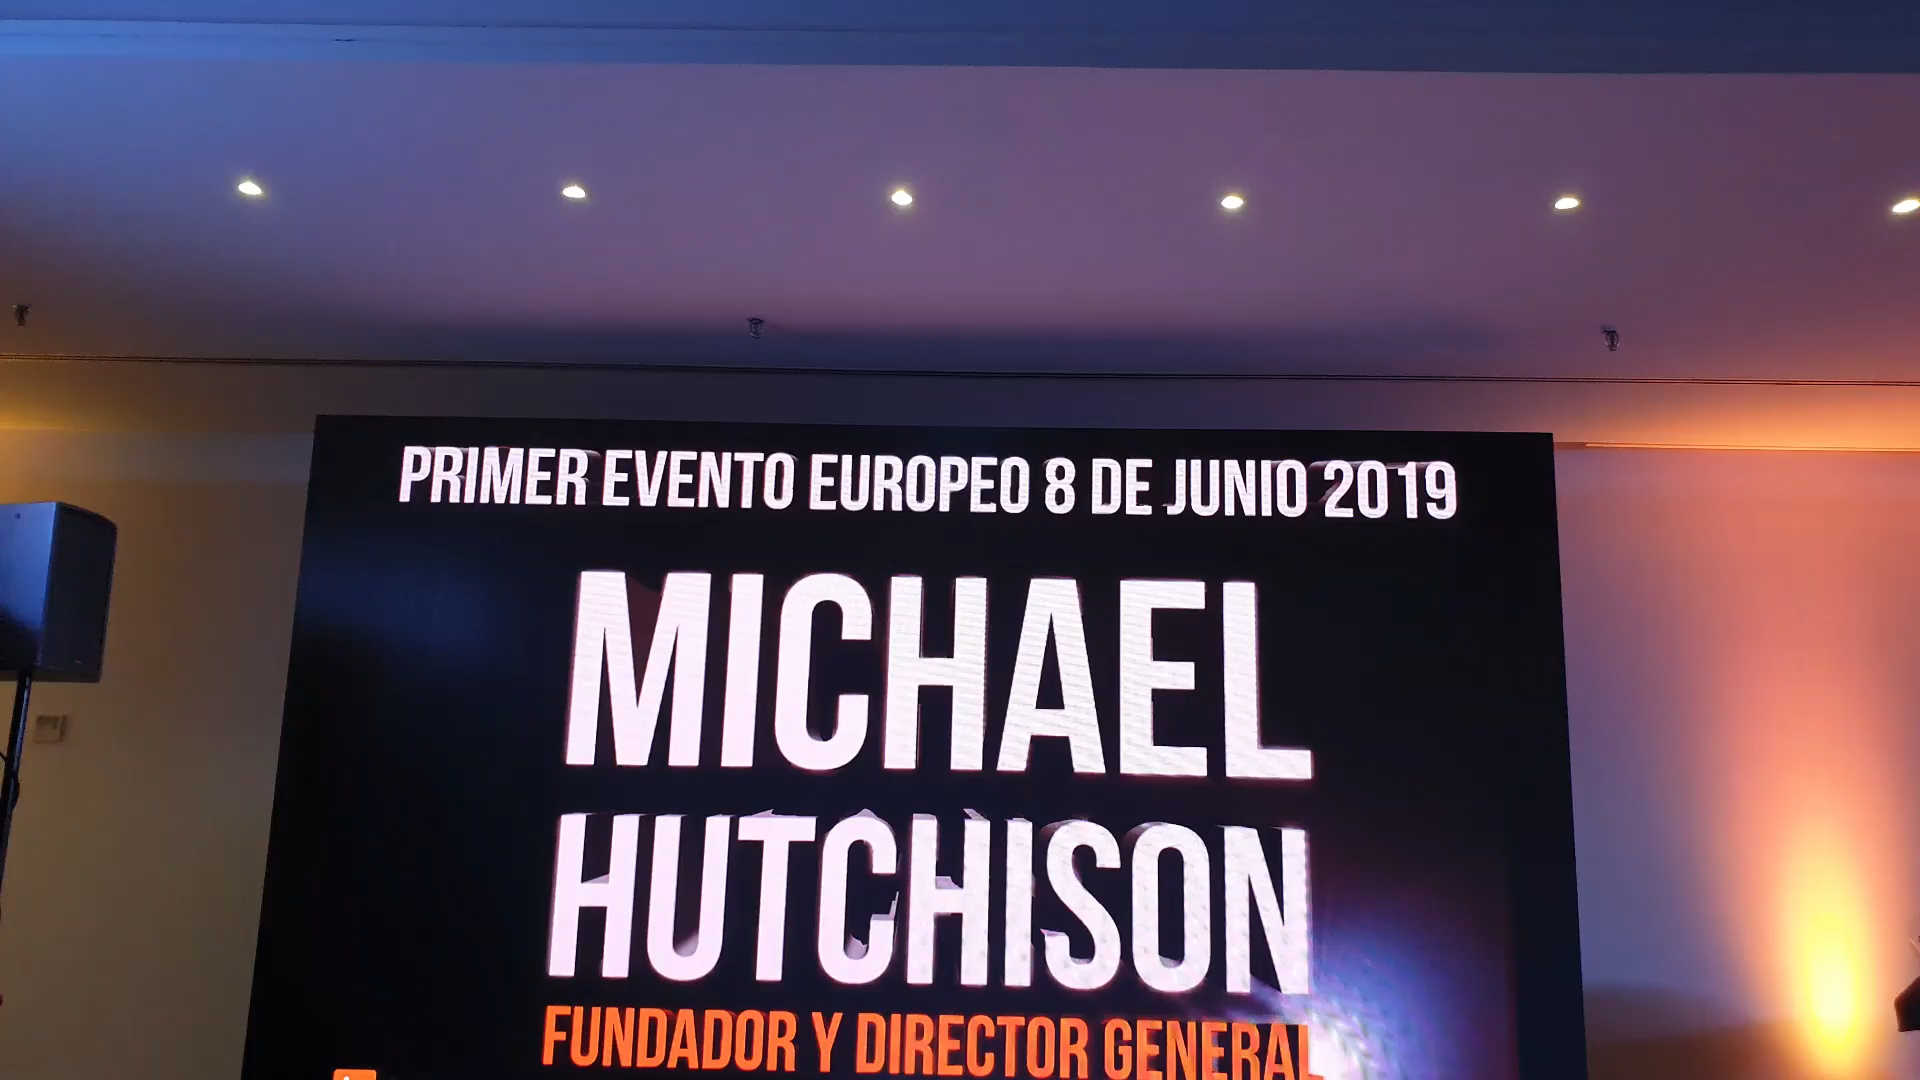 PRIMER EVENTO EUROPEO 8 DE JUNIO 2019
MICHAEL
HUTCHISON
FUNDADOR Y DIRECTOR GENERAL